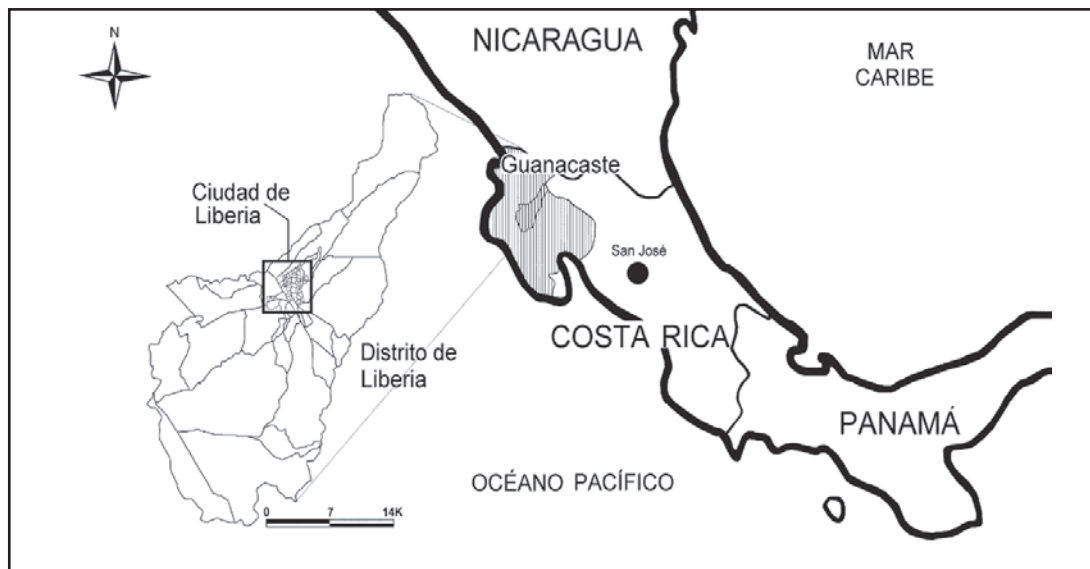 N
NICARAGUA
MAR
CARIBE
Guanacaste
Ciudad de
Liberia
San José
COSTA RICA
Distrito de
Liberia
PANAMÁ
OCÉANO PACÍFICO
0 7 14K